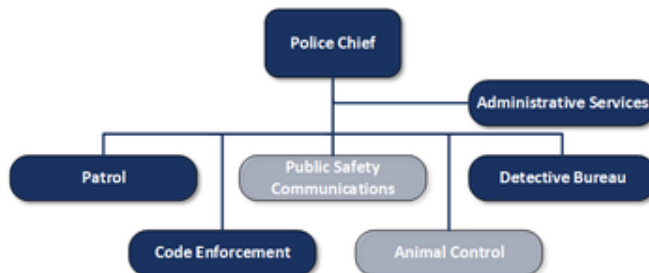 Police Chief
Administrative Services
Patrol
Public Safety
Communications
Detective Bureau
Code Enforcement
Animal Control